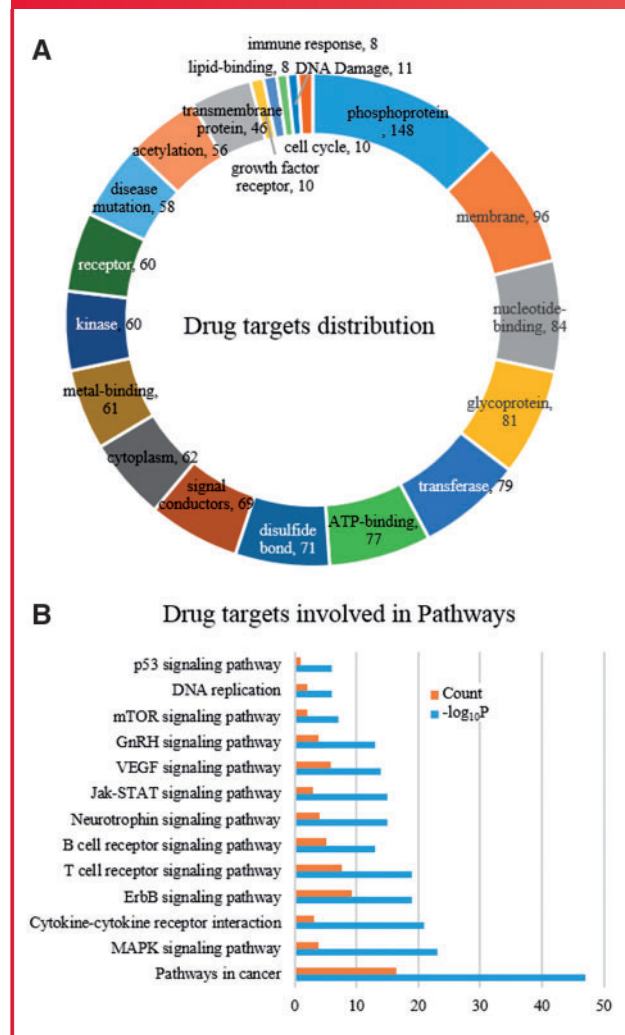 A
immune response, 8
lipid-binding, 8
DNA Damage, 11
transmembrane
protein, 46
phosphoprotein
, 148
cell cycle, 10
growth factor
receptor, 10
acetylation, 56
disease
mutation, 58
membrane, 96
receptor, 60
nucleotide-
binding, 84
kinase, 60
Drug targets distribution
metal-binding,
61
glycoprotein,
81
cytoplasm, 62
transferase, 79
signal
conductors, 69
disulfide
bond, 71
ATP-binding,
77
B
Drug targets involved in Pathways
p53 signaling pathway
DNA replication
mTOR signaling pathway
GnRH signaling pathway
VEGF signaling pathway
Jak-STAT signaling pathway
Neurotrophin signaling pathway
B cell receptor signaling pathway
T cell receptor signaling pathway
ErbB signaling pathway
Cytokine-cytokine receptor interaction
MAPK signaling pathway
Pathways in cancer
Count
-log₁₀P
0 10 20 30 40 50